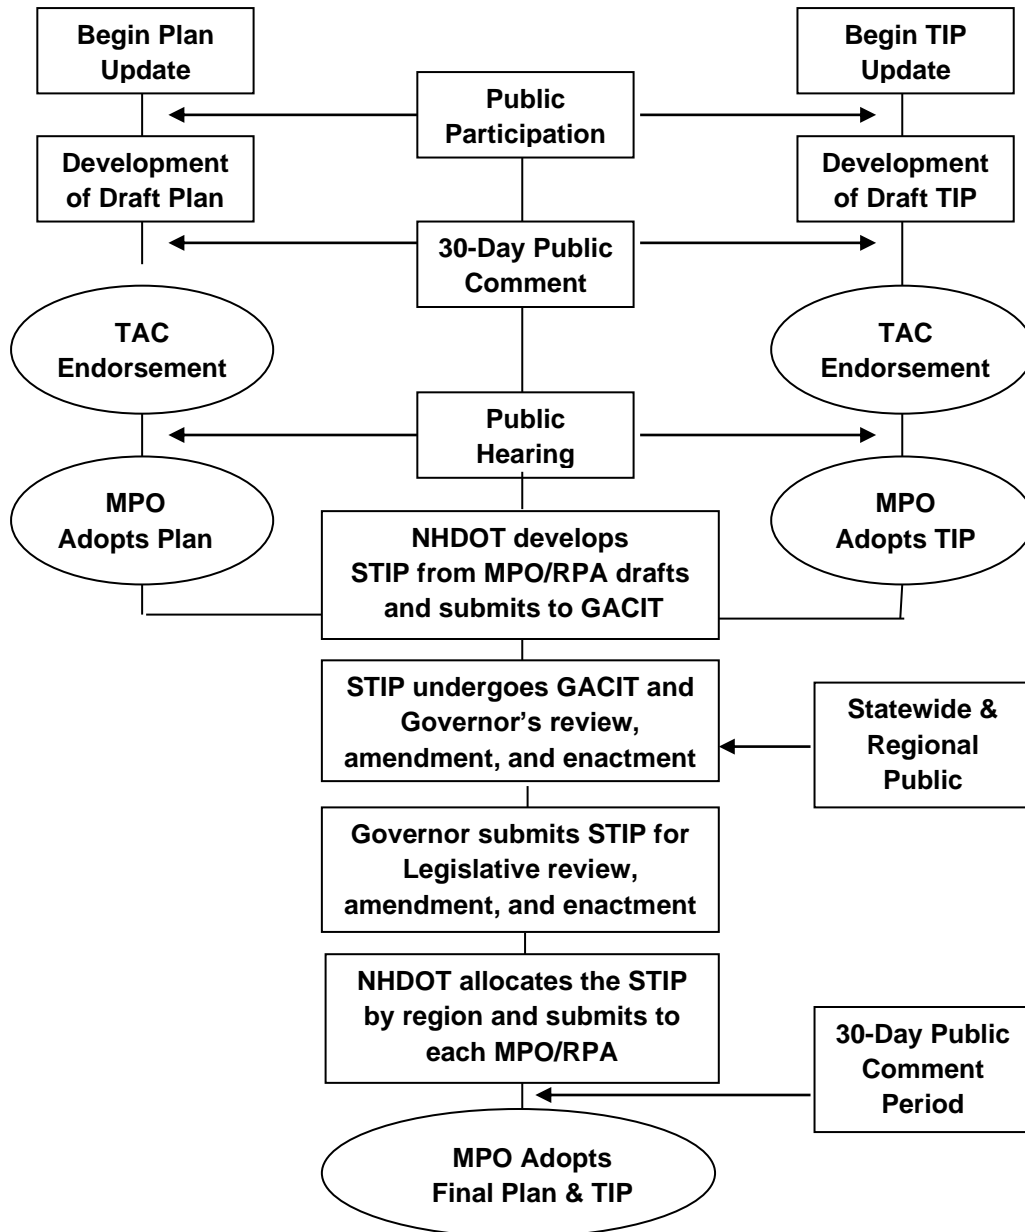 Begin Plan
Update
Begin TIP
Update
Public
Participation
Development
of Draft Plan
Development
of Draft TIP
30-Day Public
Comment
TAC
Endorsement
TAC
Endorsement
Public
Hearing
MPO
Adopts Plan
MPO
Adopts TIP
NHDOT develops
STIP from MPO/RPA drafts
and submits to GACIT
STIP undergoes GACIT and
Governor’s review,
amendment, and enactment
Statewide &
Regional
Public
Governor submits STIP for
Legislative review,
amendment, and enactment
NHDOT allocates the STIP
by region and submits to
each MPO/RPA
30-Day Public
Comment
Period
MPO Adopts
Final Plan & TIP